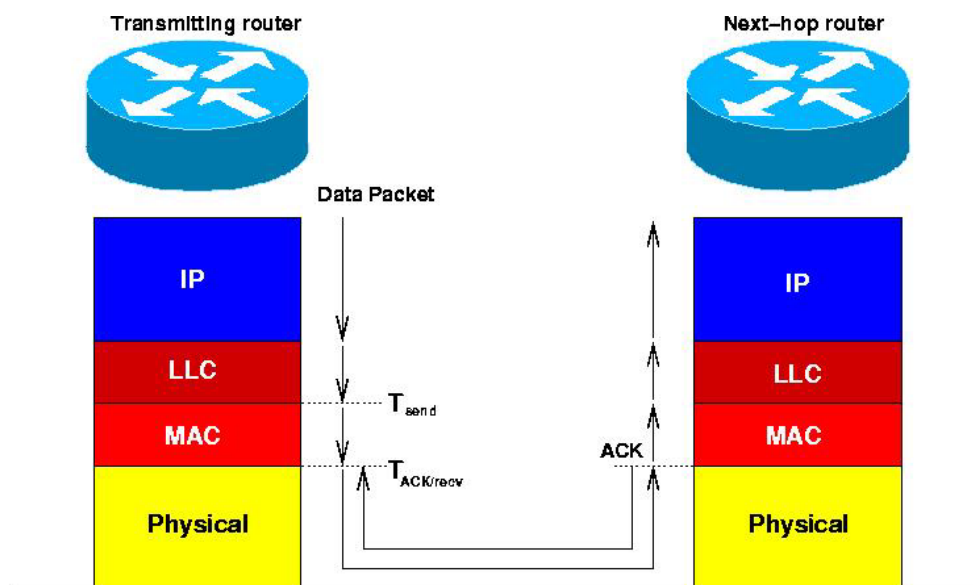 Transmitting router
Next–hop router
Data Packet
IP
IP
LLC
LLC
T send
MAC
MAC
ACK
T ACK/recv
Physical
Physical